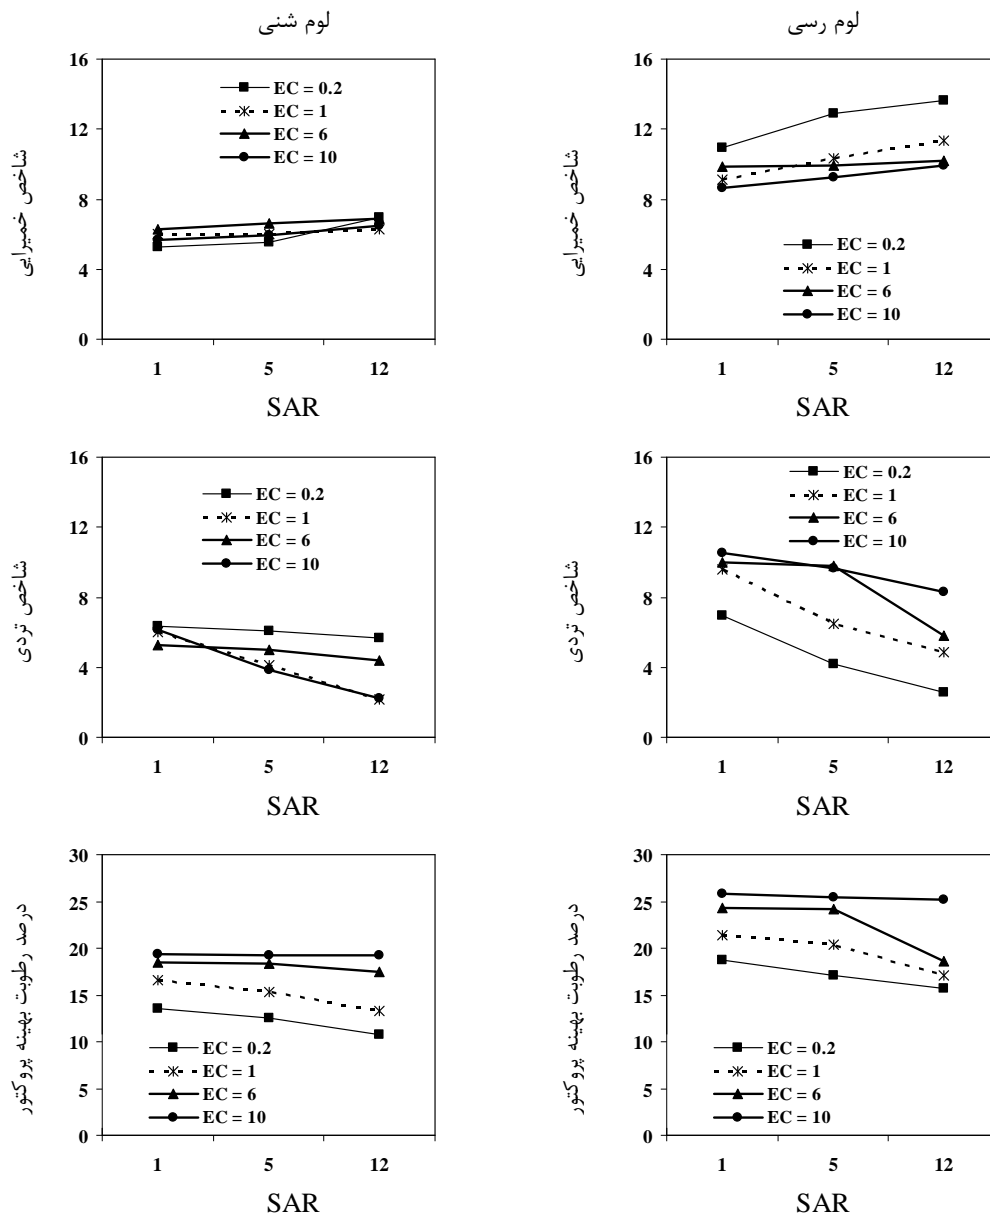 لوم شنی
لوم رسی
شاخص خمیرایی
16
12
8
4
0
EC = 0.2
EC = 1
EC = 6
EC = 10
1 5 12
SAR
شاخص خمیرایی
16
12
8
4
0
EC = 0.2
EC = 1
EC = 6
EC = 10
1 5 12
SAR
شاخص تردی
16
12
8
4
0
EC = 0.2
EC = 1
EC = 6
EC = 10
1 5 12
SAR
شاخص تردی
16
12
8
4
0
EC = 0.2
EC = 1
EC = 6
EC = 10
1 5 12
SAR
درصد رطوبت بهینه پروکتور
30
25
20
15
10
5
0
EC = 0.2
EC = 1
EC = 6
EC = 10
1 5 12
SAR
درصد رطوبت بهینه پروکتور
30
25
20
15
10
5
0
EC = 0.2
EC = 1
EC = 6
EC = 10
1 5 12
SAR